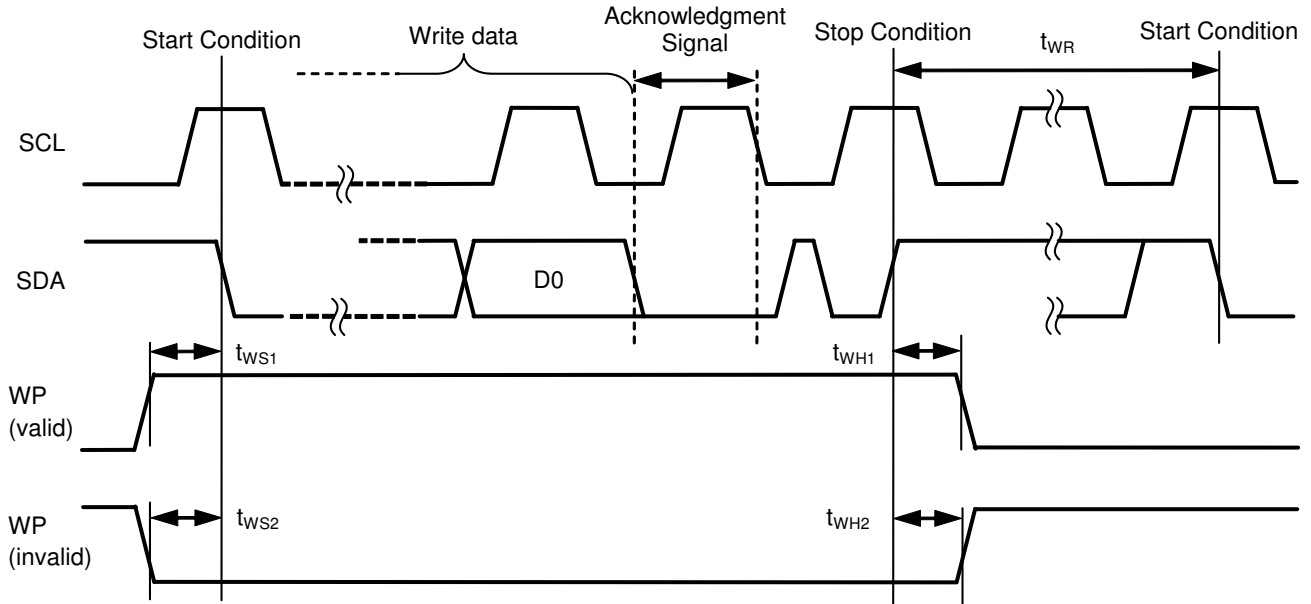 Acknowledgment
Signal
Start Condition
Write data
Stop Condition
tWR
Start Condition
SCL
SDA
D0
tWS1
tWH1
WP
(valid)
tWS2
tWH2
WP
(invalid)